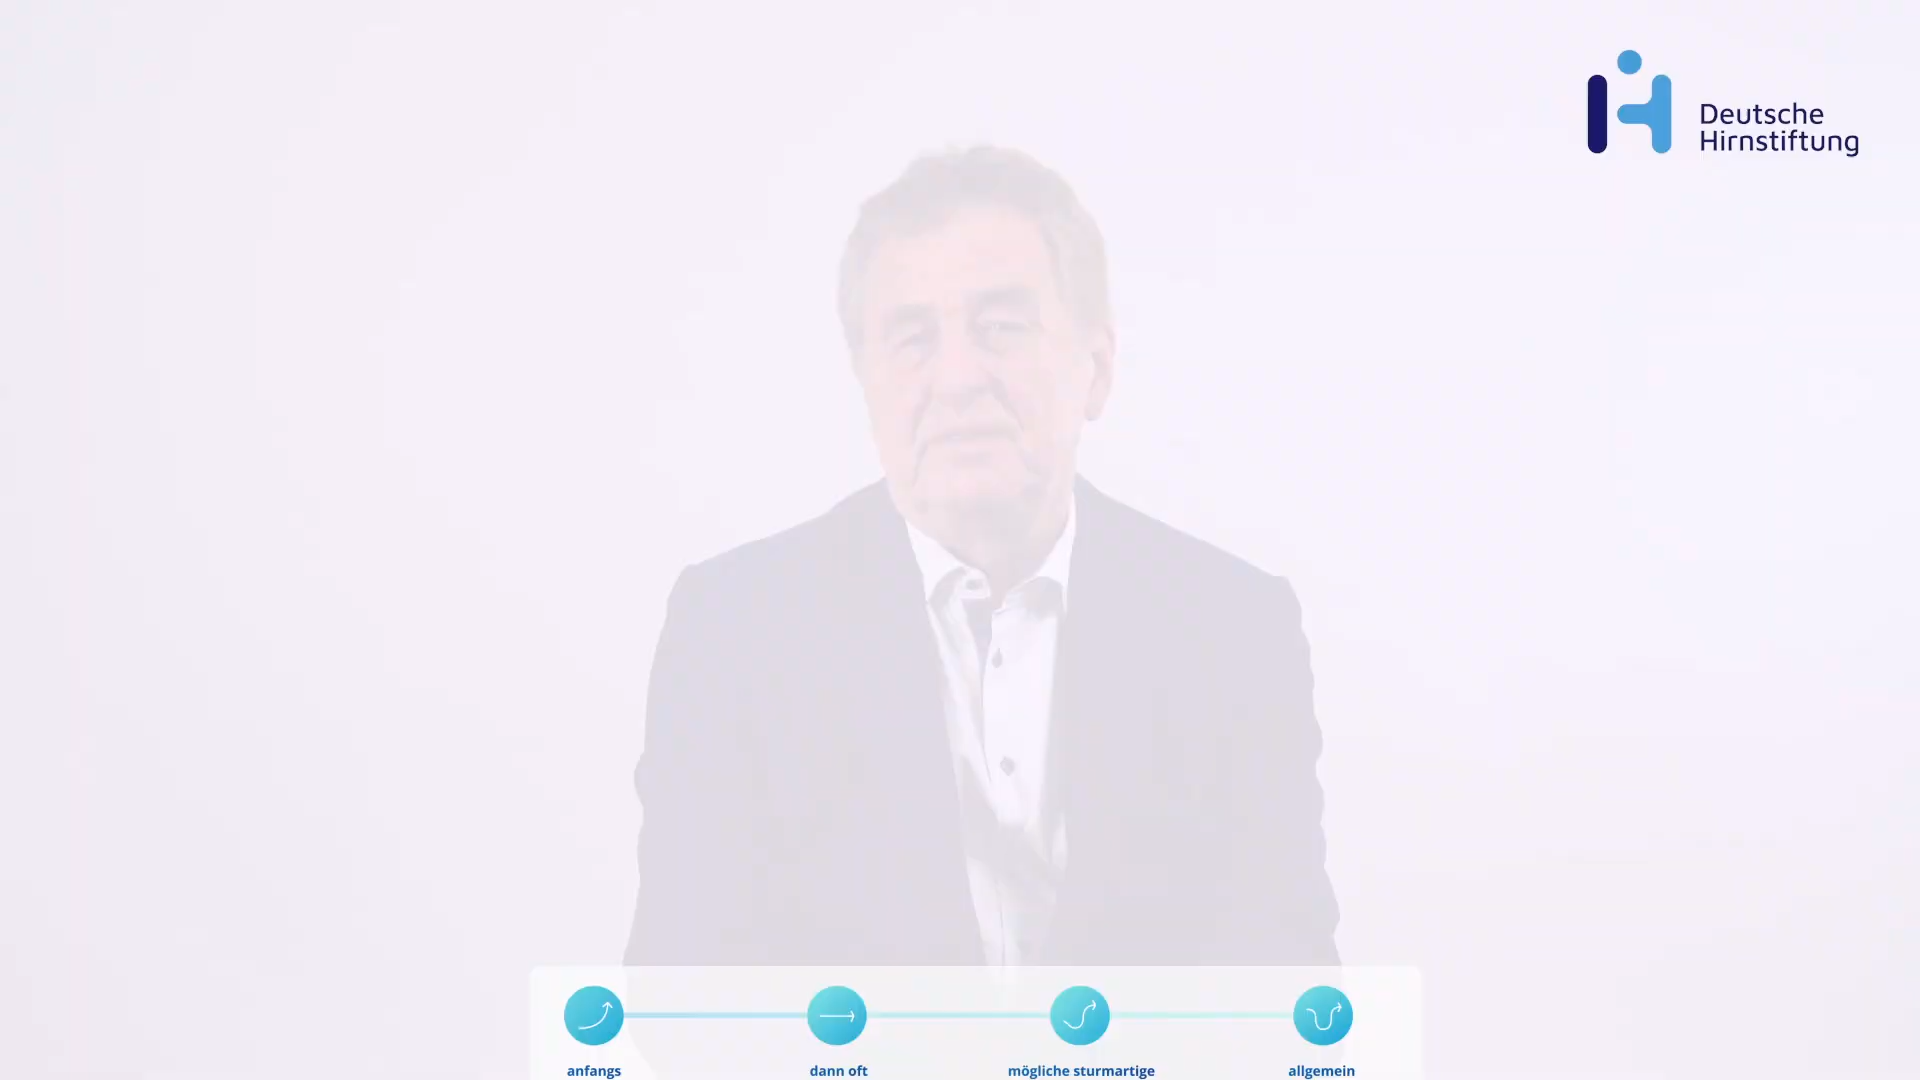 Deutsche
Hirnstiftung
anfangs
dann oft
mögliche sturmartige
allgemein